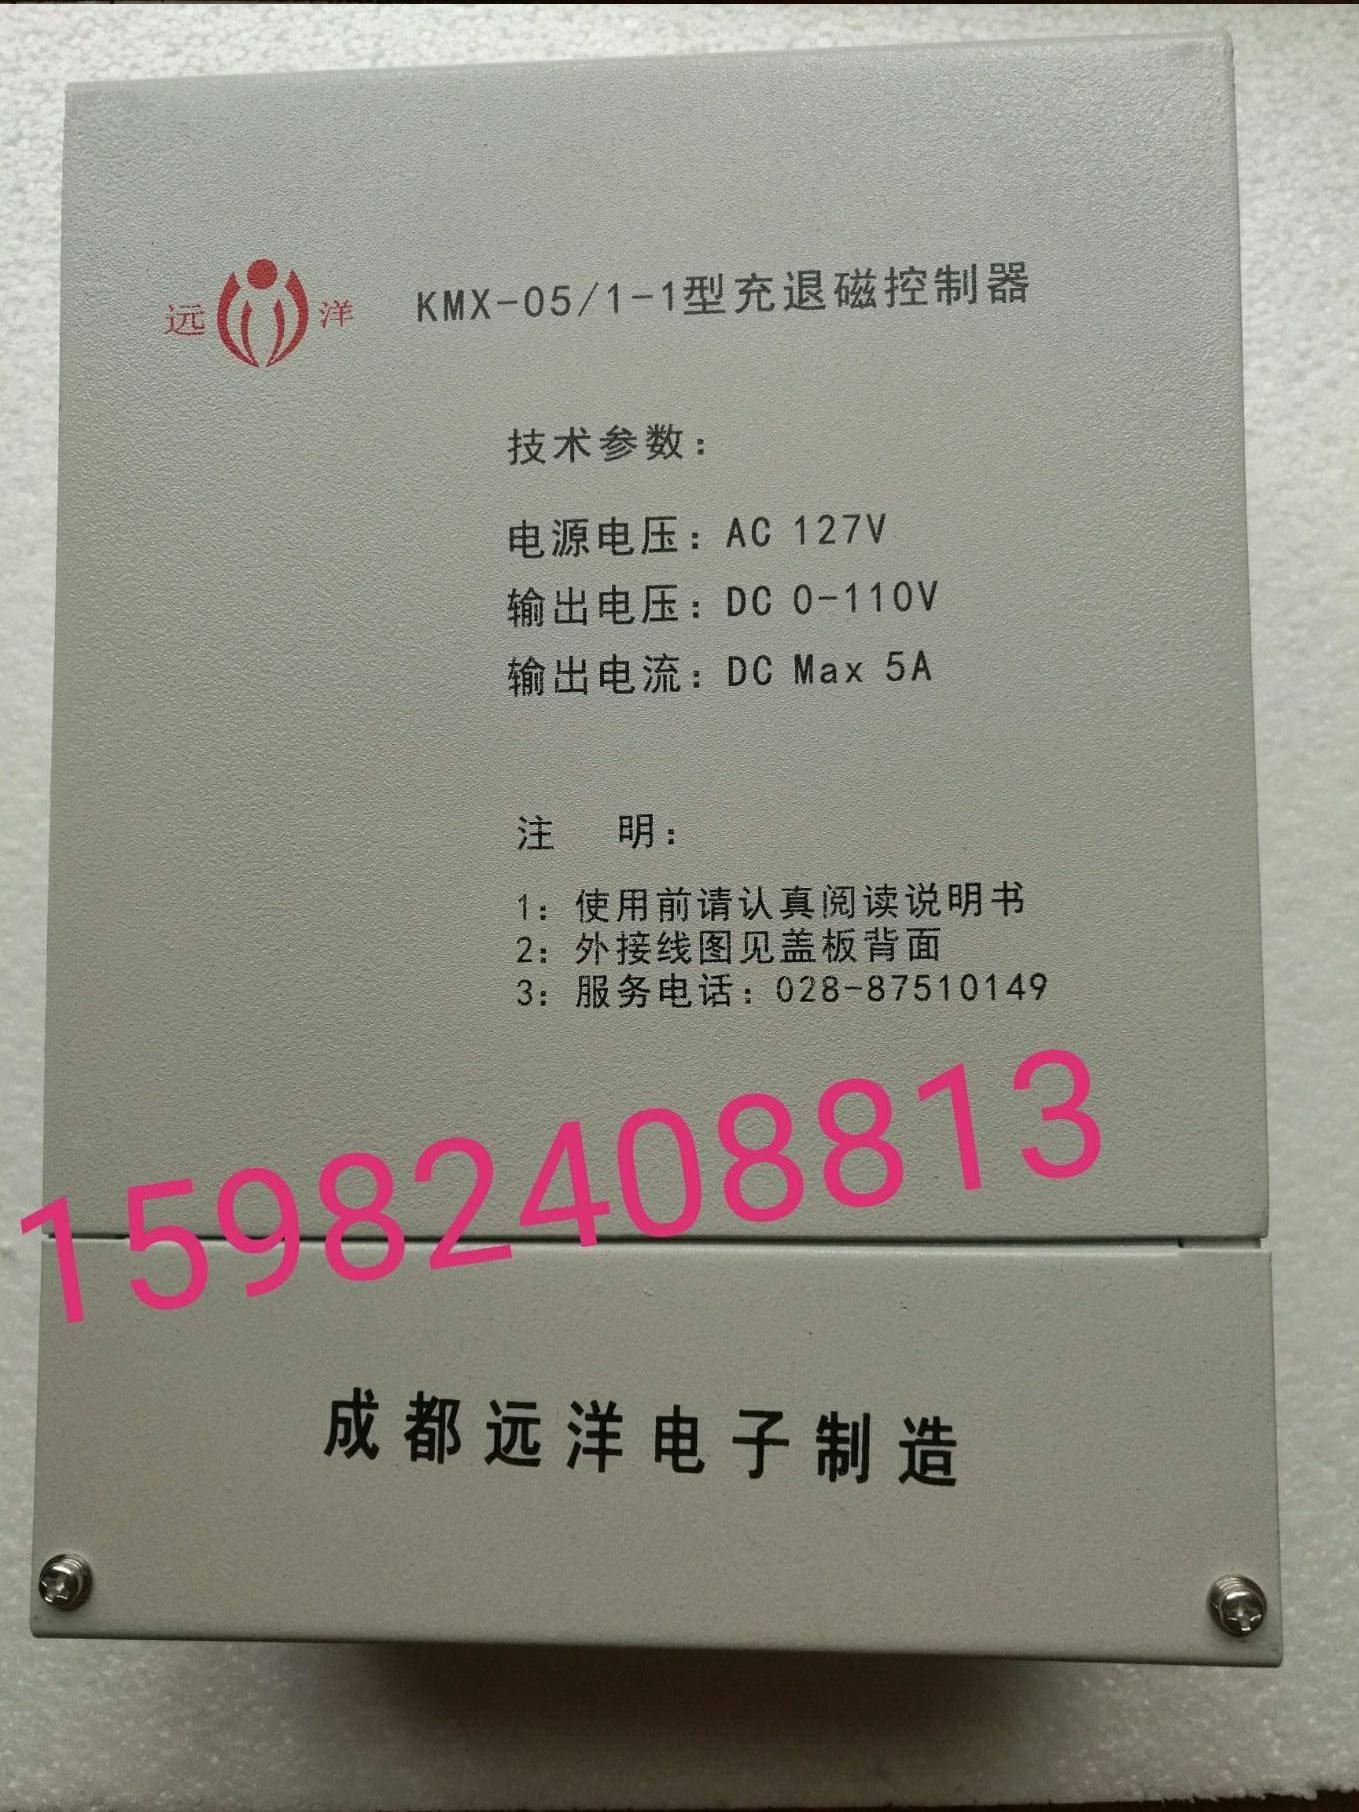 远洋 KMX-05/1-1型充退磁控制器
技术参数：
电源电压：AC 127V
输出电压：DC 0-110V
输出电流：DC Max 5A
注 明：
1：使用前请认真阅读说明书
2：外接线图见盖板背面
3：服务电话：028-87510149
15982408813
成都远洋电子制造